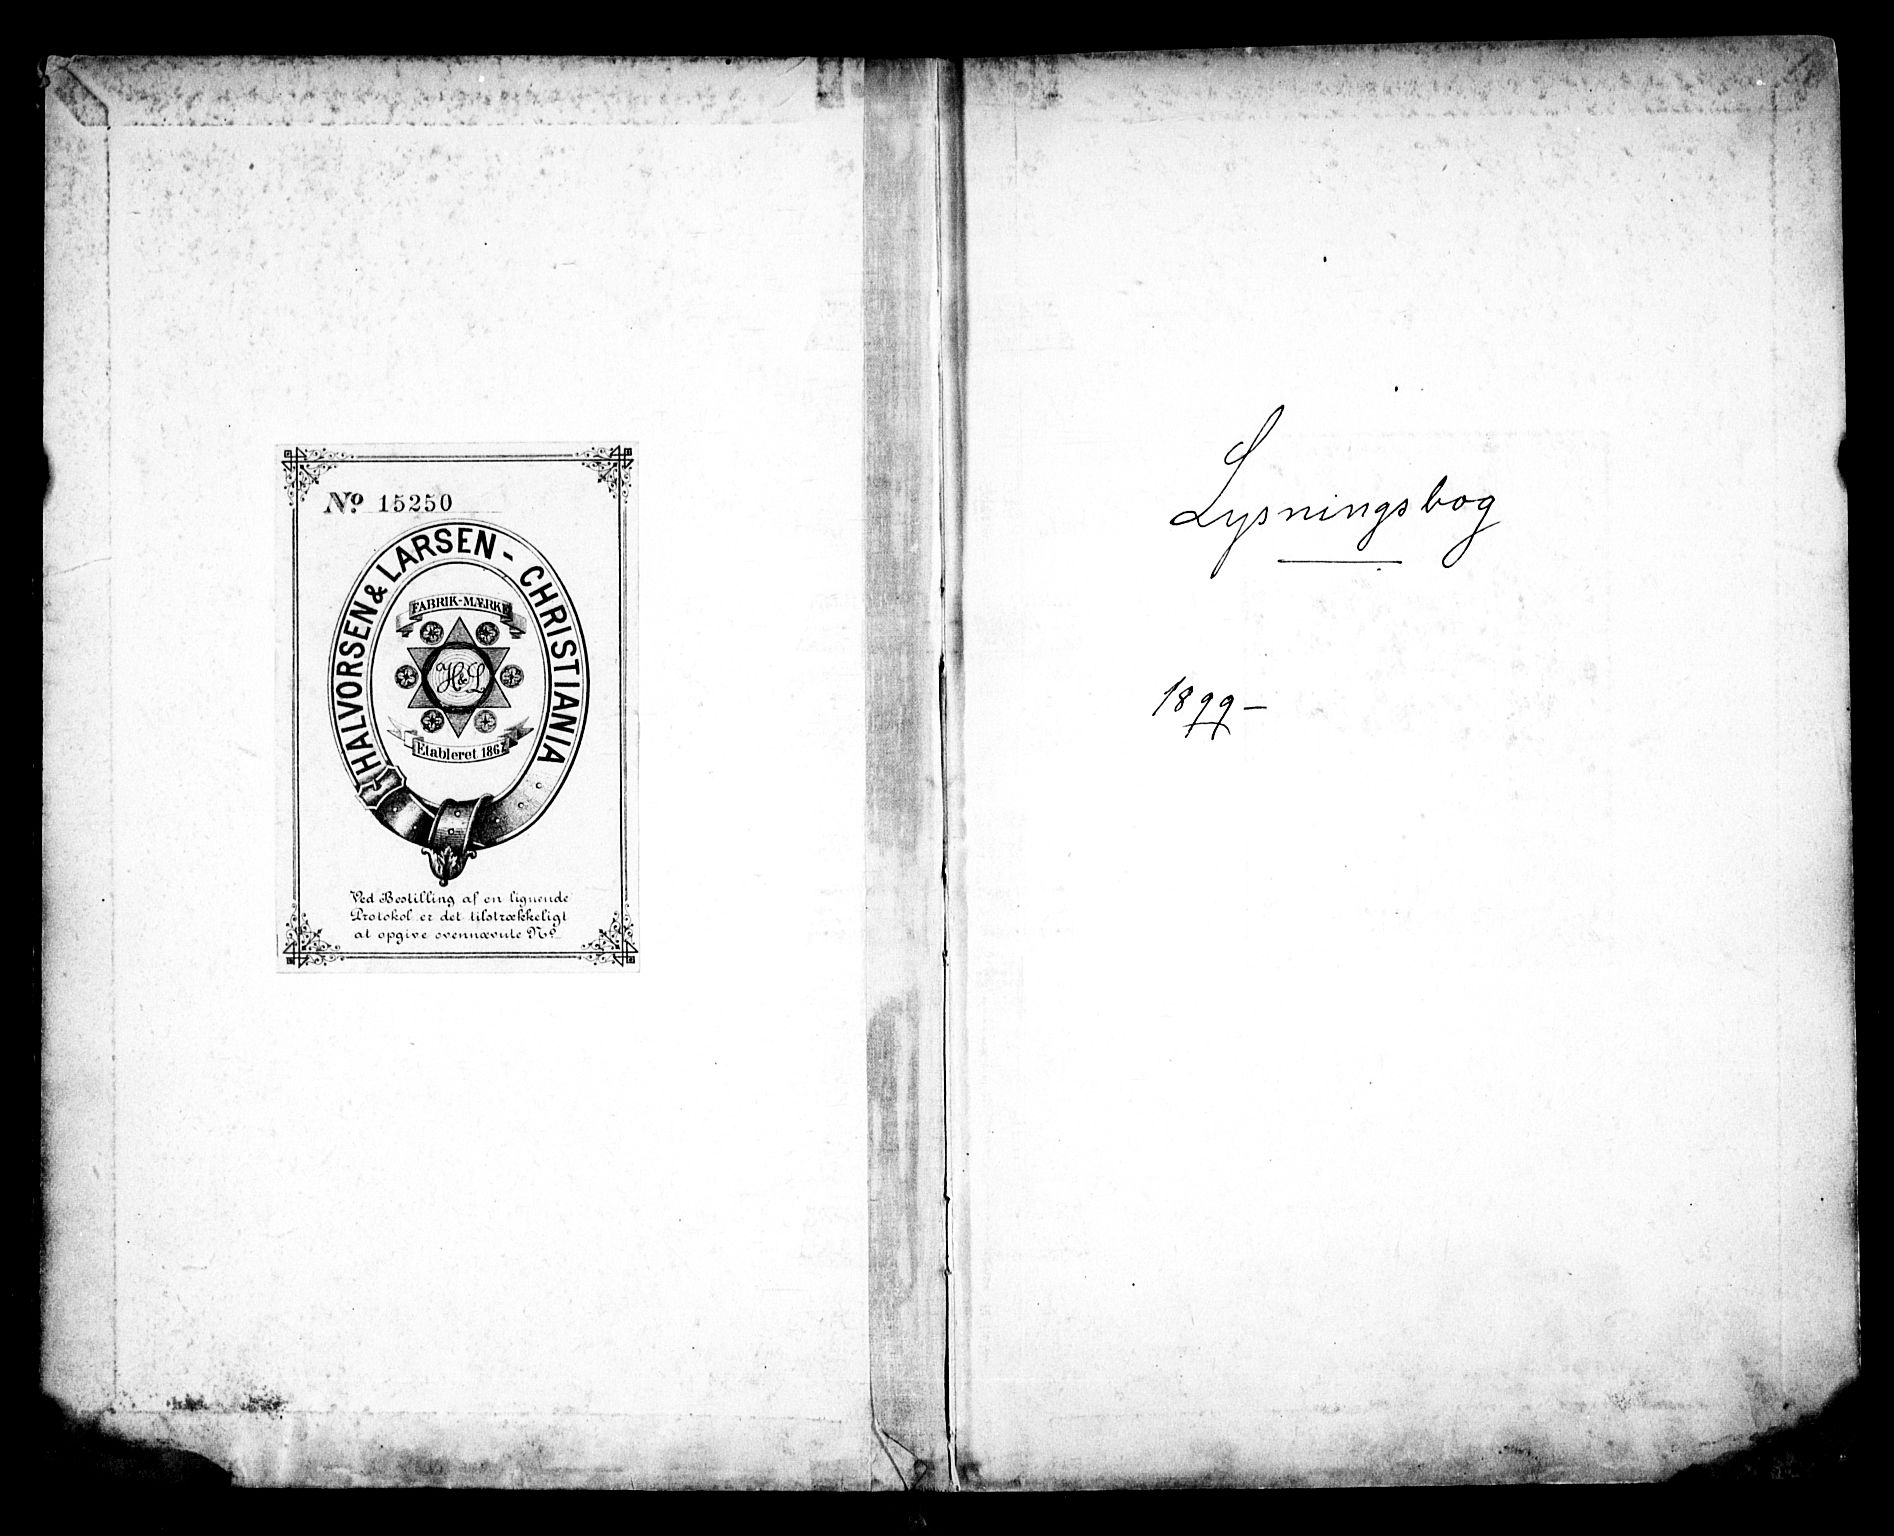 No. 15250
HALVORSEN & LARSEN - CHRISTIANIA
FABRIK-MÆRKE
H&L
Etableret 1867
Ved Bestilling af en lignende
Protokol er det tilstrækkeligt
at opgive ovennævnte No.
Lysningsbog
1899-